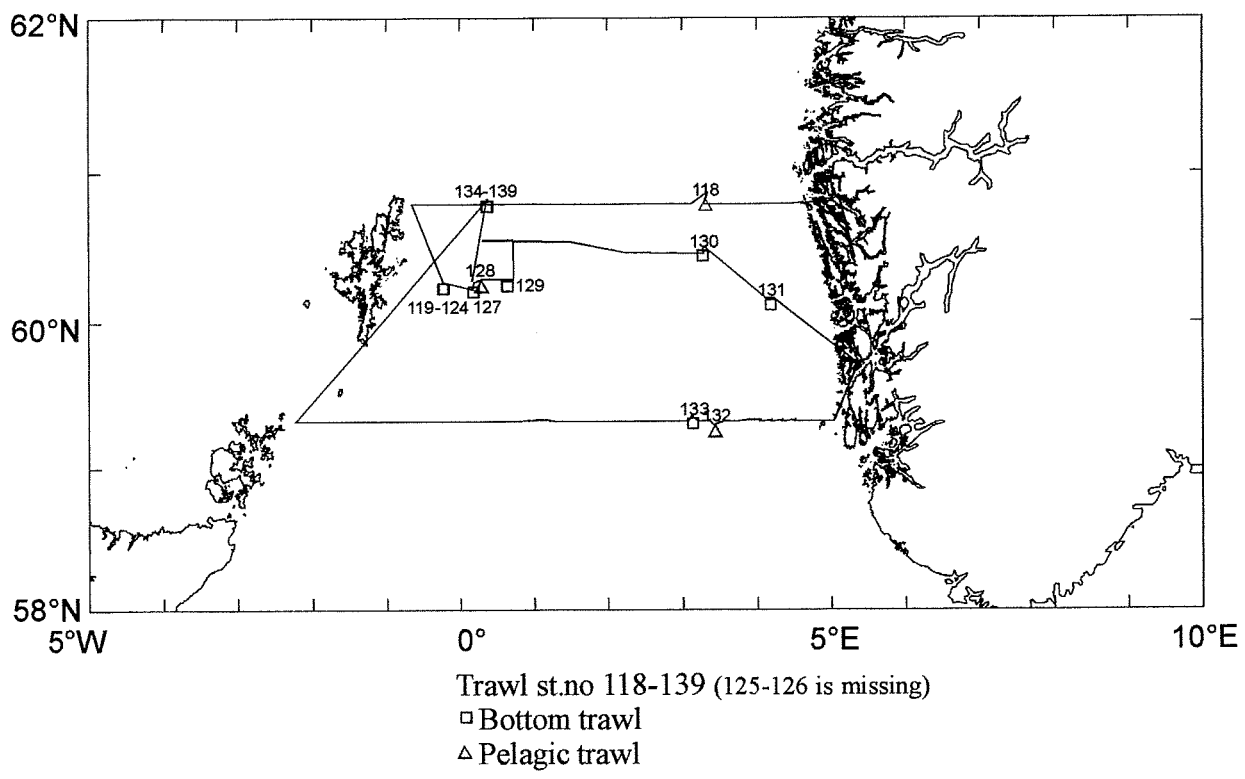 62°N
134-139
118
130
128
129
131
119-124
127
60°N
133
132
58°N
5°W
0°
5°E
10°E
Trawl st.no 118-139 (125-126 is missing)
Bottom trawl
Pelagic trawl